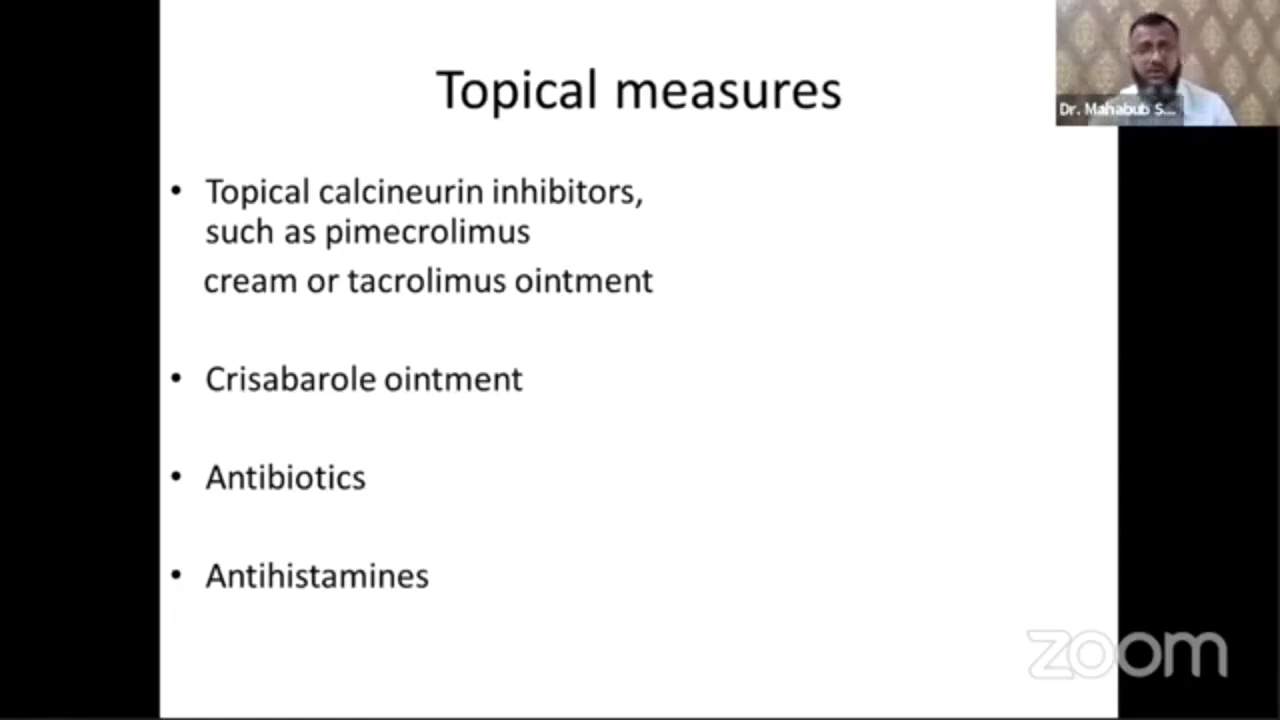 Topical measures
Dr. Mahabub S...
• Topical calcineurin inhibitors,
such as pimecrolimus
cream or tacrolimus ointment
• Crisabarole ointment
• Antibiotics
• Antihistamines
zoom